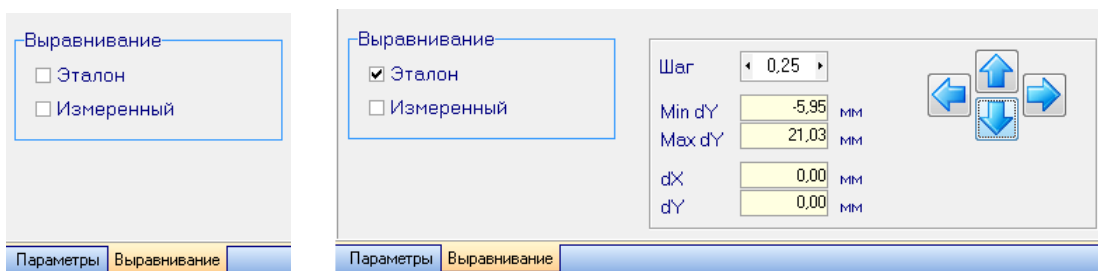 Выравнивание
Эталон
Измеренный
Параметры Выравнивание
Выравнивание
Эталон
Измеренный
Шаг 0,25
Min dY -5,95 мм
Max dY 21,03 мм
dX 0,00 мм
dY 0,00 мм
Параметры Выравнивание